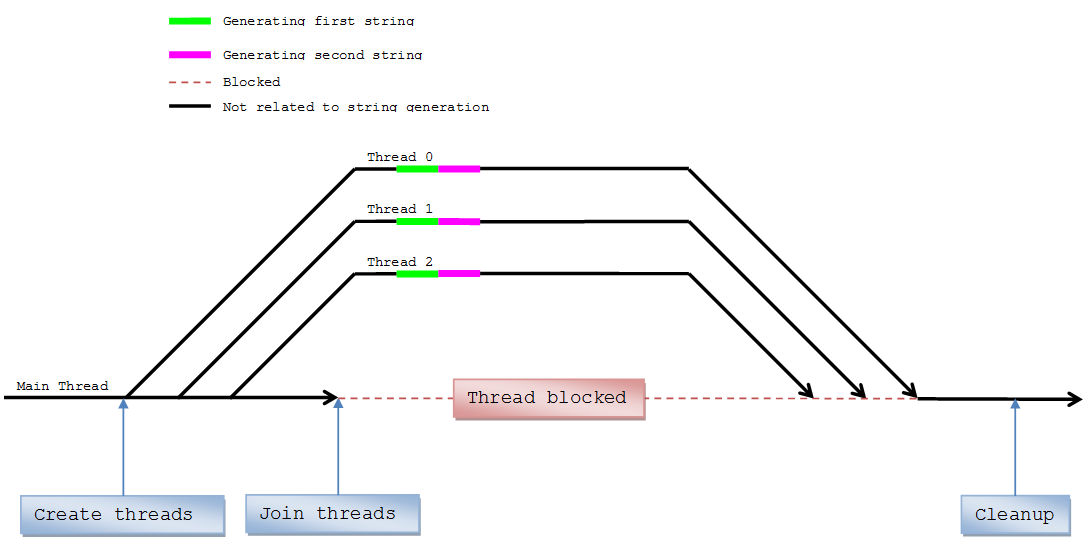 Generating first string
Generating second string
Blocked
Not related to string generation
Thread 0
Thread 1
Thread 2
Main Thread
Thread blocked
Create threads
Join threads
Cleanup